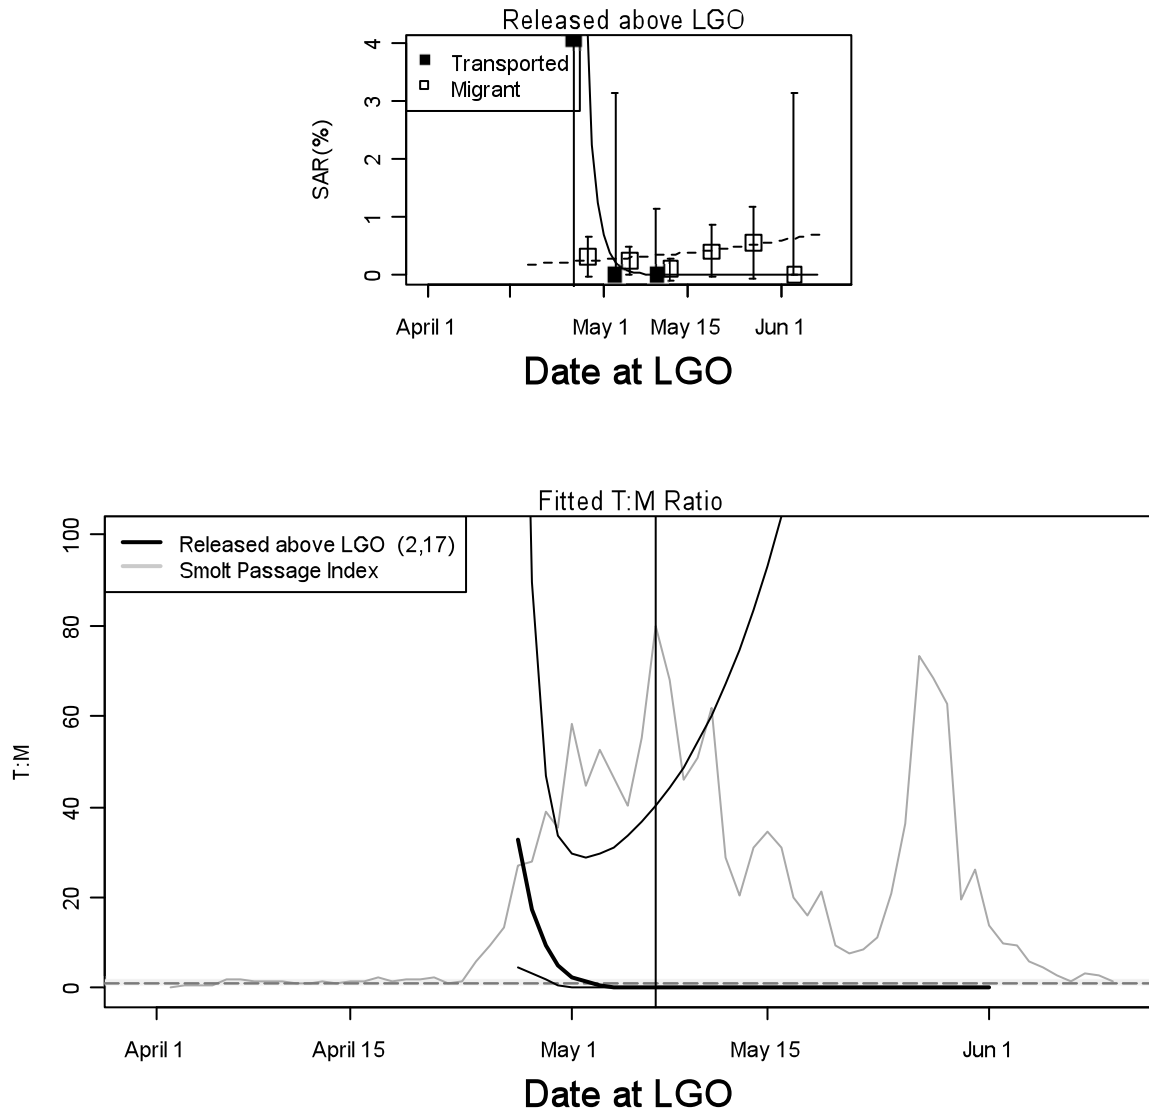 Released above LGO
Transported
Migrant
SAR(%)
4
3
2
1
0
April 1 May 1 May 15 Jun 1
Date at LGO
Fitted T:M Ratio
Released above LGO (2,17)
Smolt Passage Index
T:M
100
80
60
40
20
0
April 1 April 15 May 1 May 15 Jun 1
Date at LGO